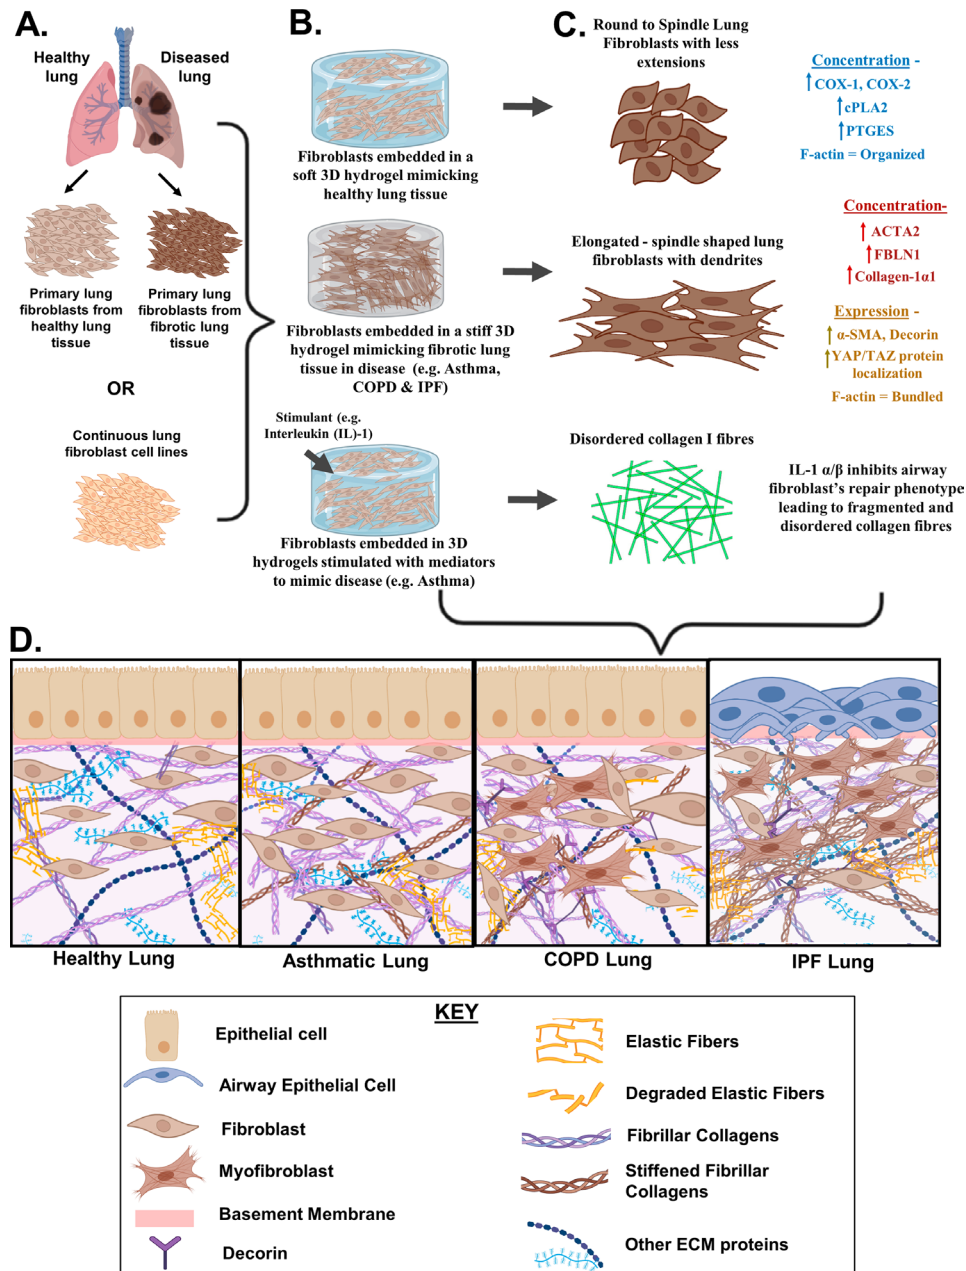 A.
Healthy
lung
Diseased
lung
Primary lung
fibroblasts from
healthy lung
tissue
Primary lung
fibroblasts from
fibrotic lung
tissue
OR
Continuous lung
fibroblast cell lines
B.
Fibroblasts embedded in a
soft 3D hydrogel mimicking
healthy lung tissue
Fibroblasts embedded in a stiff 3D
hydrogel mimicking fibrotic lung
tissue in disease (e.g. Asthma,
COPD & IPF)
Stimulant (e.g.
Interleukin (IL)-1)
Fibroblasts embedded in 3D
hydrogels stimulated with mediators
to mimic disease (e.g. Asthma)
C.
Round to Spindle Lung
Fibroblasts with less
extensions
Concentration -
↑COX-1, COX-2
↑cPLA2
↑PTGES
F-actin = Organized
Elongated - spindle shaped lung
fibroblasts with dendrites
Concentration-
↑ACTA2
↑FBLN1
↑Collagen-1α1
Expression -
↑α-SMA, Decorin
↑YAP/TAZ protein
localization
F-actin = Bundled
Disordered collagen I fibres
IL-1 α/β inhibits airway
fibroblast's repair phenotype
leading to fragmented and
disordered collagen fibres
D.
Healthy Lung
Asthmatic Lung
COPD Lung
IPF Lung
KEY
Epithelial cell
Airway Epithelial Cell
Fibroblast
Myofibroblast
Basement Membrane
Decorin
Elastic Fibers
Degraded Elastic Fibers
Fibrillar Collagens
Stiffened Fibrillar
Collagens
Other ECM proteins